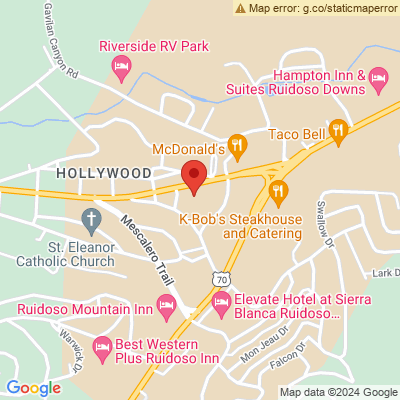 Map error: g.co/staticmaperror
Gavilan Canyon Rd
Riverside RV Park
Hampton Inn &
Suites Ruidoso Downs
Taco Bell
McDonald's
HOLLYWOOD
K-Bob's Steakhouse
and Catering
Swallow Dr
St. Eleanor
Catholic Church
Mescalero Trail
Lark D
70
Ruidoso Mountain Inn
Elevate Hotel at Sierra
Blanca Ruidoso...
Best Western
Plus Ruidoso Inn
Warwick Dr
Mon Jeau Dr
Falcon Dr
Google
Map data ©2024 Google